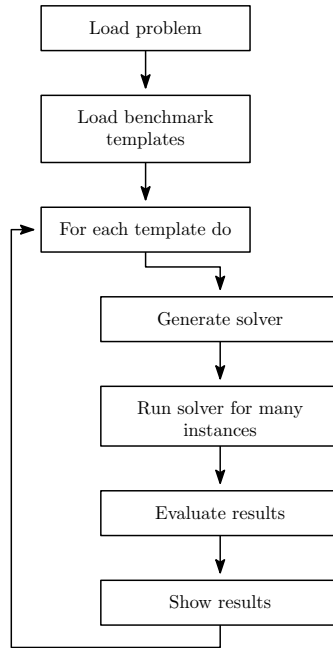 Load problem
Load benchmark
templates
For each template do
Generate solver
Run solver for many
instances
Evaluate results
Show results